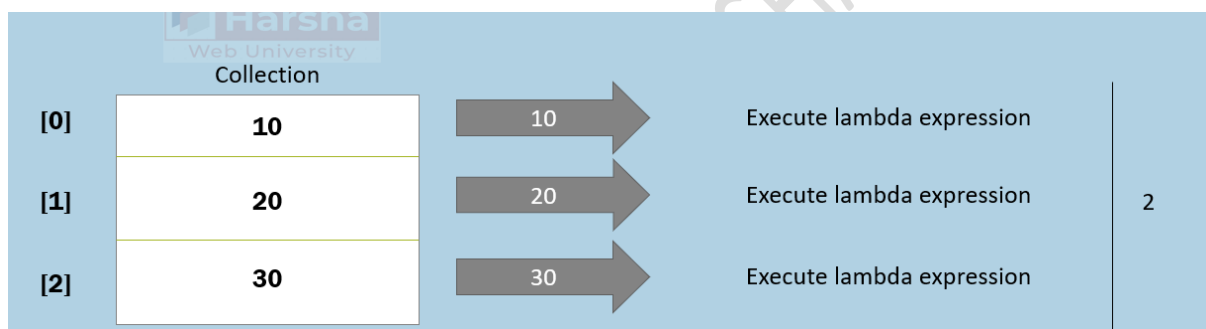 Harsha
Web University
Collection
[0] 10 10 Execute lambda expression
[1] 20 20 Execute lambda expression 2
[2] 30 30 Execute lambda expression